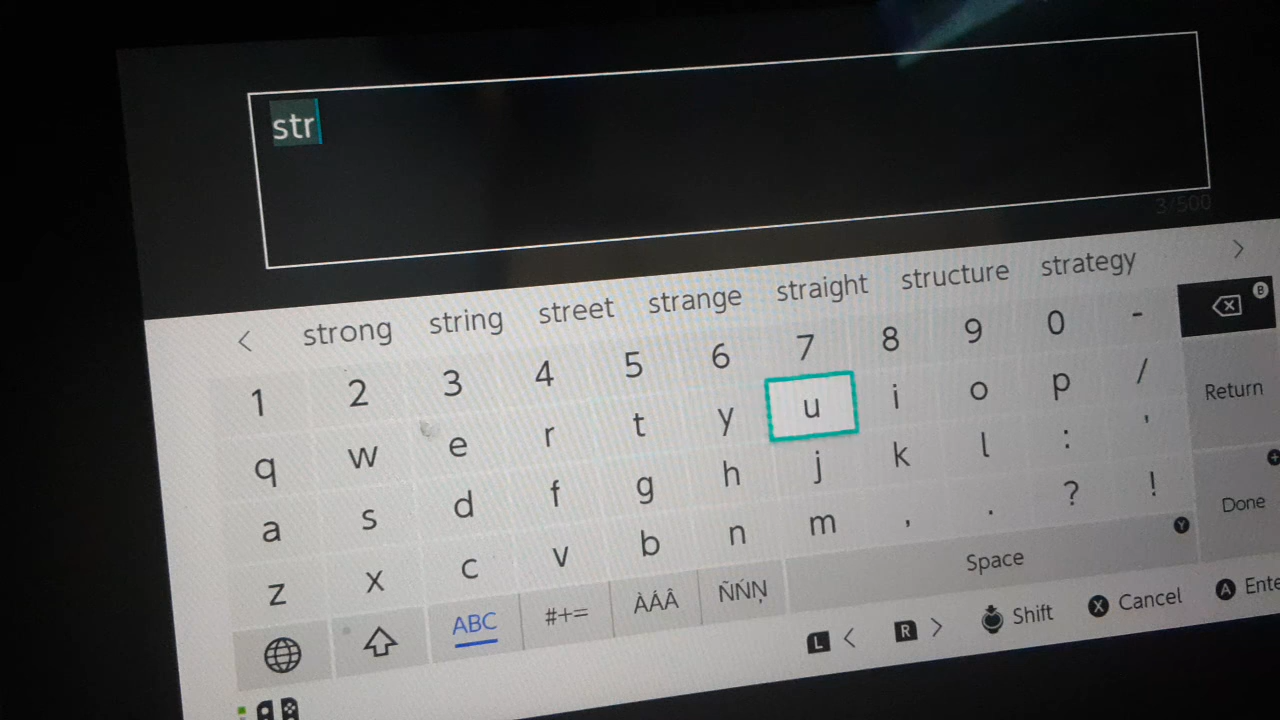 str
3/500
< strong string street strange straight structure strategy >
1 2 3 4 5 6 7 8 9 0 -
B
q w e r t y u i o p /
Return
a s d f g h j k l : '
z x c v b n m , . ? !
+
Done
ABC #+= ÀÁÂ ÑŃŅ Space Y
L < R > Shift X Cancel A Ente